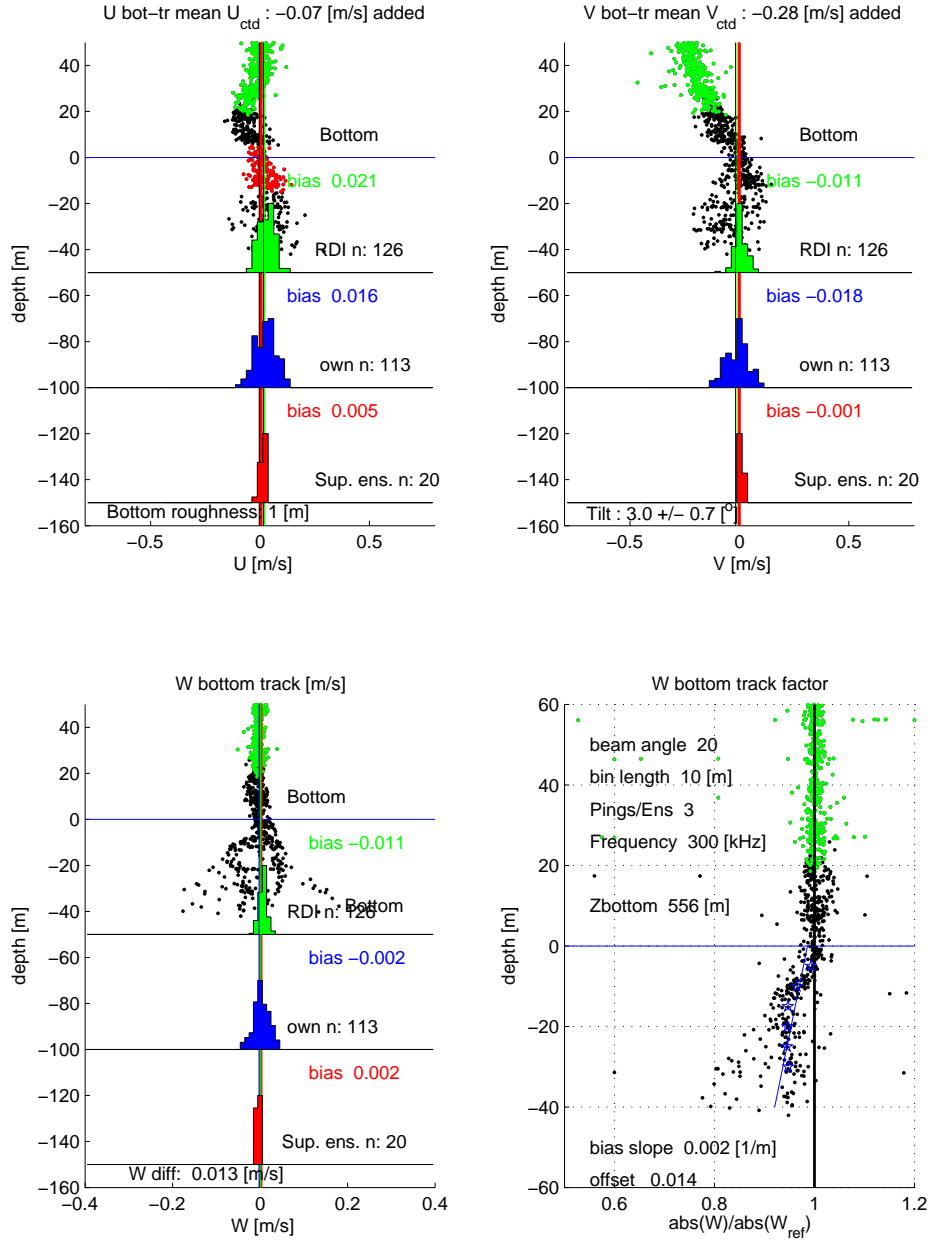 U bot-tr mean U_ctd : −0.07 [m/s] added
40
20
0
−20
−40
−60
−80
−100
−120
−140
−160
depth [m]
Bottom
bias 0.021
RDI n: 126
bias 0.016
own n: 113
bias 0.005
Sup. ens. n: 20
Bottom roughness: 1 [m]
−0.5 0 0.5
U [m/s]
V bot-tr mean V_ctd : −0.28 [m/s] added
40
20
0
−20
−40
−60
−80
−100
−120
−140
−160
depth [m]
Bottom
bias −0.011
RDI n: 126
bias −0.018
own n: 113
bias −0.001
Sup. ens. n: 20
Tilt : 3.0 +/− 0.7 [o]
−0.5 0 0.5
V [m/s]
W bottom track [m/s]
40
20
0
−20
−40
−60
−80
−100
−120
−140
−160
depth [m]
Bottom
bias −0.011
Bottom
RDI n: 126
bias −0.002
own n: 113
bias 0.002
Sup. ens. n: 20
W diff: 0.013 [m/s]
−0.4 −0.2 0 0.2 0.4
W [m/s]
W bottom track factor
60
40
20
0
−20
−40
−60
depth [m]
beam angle 20
bin length 10 [m]
Pings/Ens 3
Frequency 300 [kHz]
Zbottom 556 [m]
bias slope 0.002 [1/m]
offset 0.014
0.6 0.8 1 1.2
abs(W)/abs(W_ref)